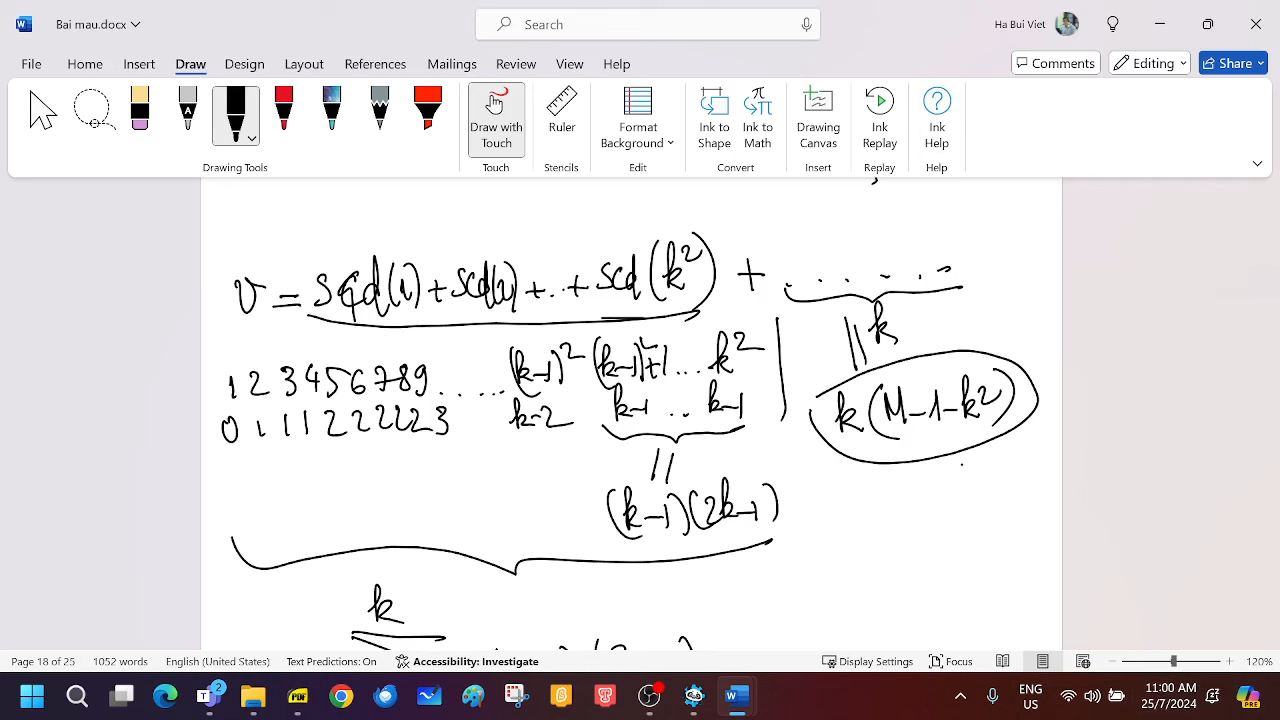 Bai mau.docx
Search
Ha Bui Viet
File Home Insert Draw Design Layout References Mailings Review View Help
Comments Editing Share
Draw with Touch
Ruler
Format Background
Ink to Shape
Ink to Math
Drawing Canvas
Ink Replay
Ink Help
Drawing Tools Touch Stencils Edit Convert Insert Replay Help
v = scd(1) + scd(2) + .. + scd(k²) + . . . . .
1 2 3 4 5 6 7 8 9 . . . . . . (k-1)² (k-1)²+1 ... k²
0 1 1 1 2 2 2 2 2 3 k-2 k-1 .. k-1
k
k(M-1-k²)
(k-1)(2k-1)
k
Page 18 of 25 1052 words English (United States) Text Predictions: On Accessibility: Investigate Display Settings Focus 120%
ENG US
11:00 AM
25/7/2024